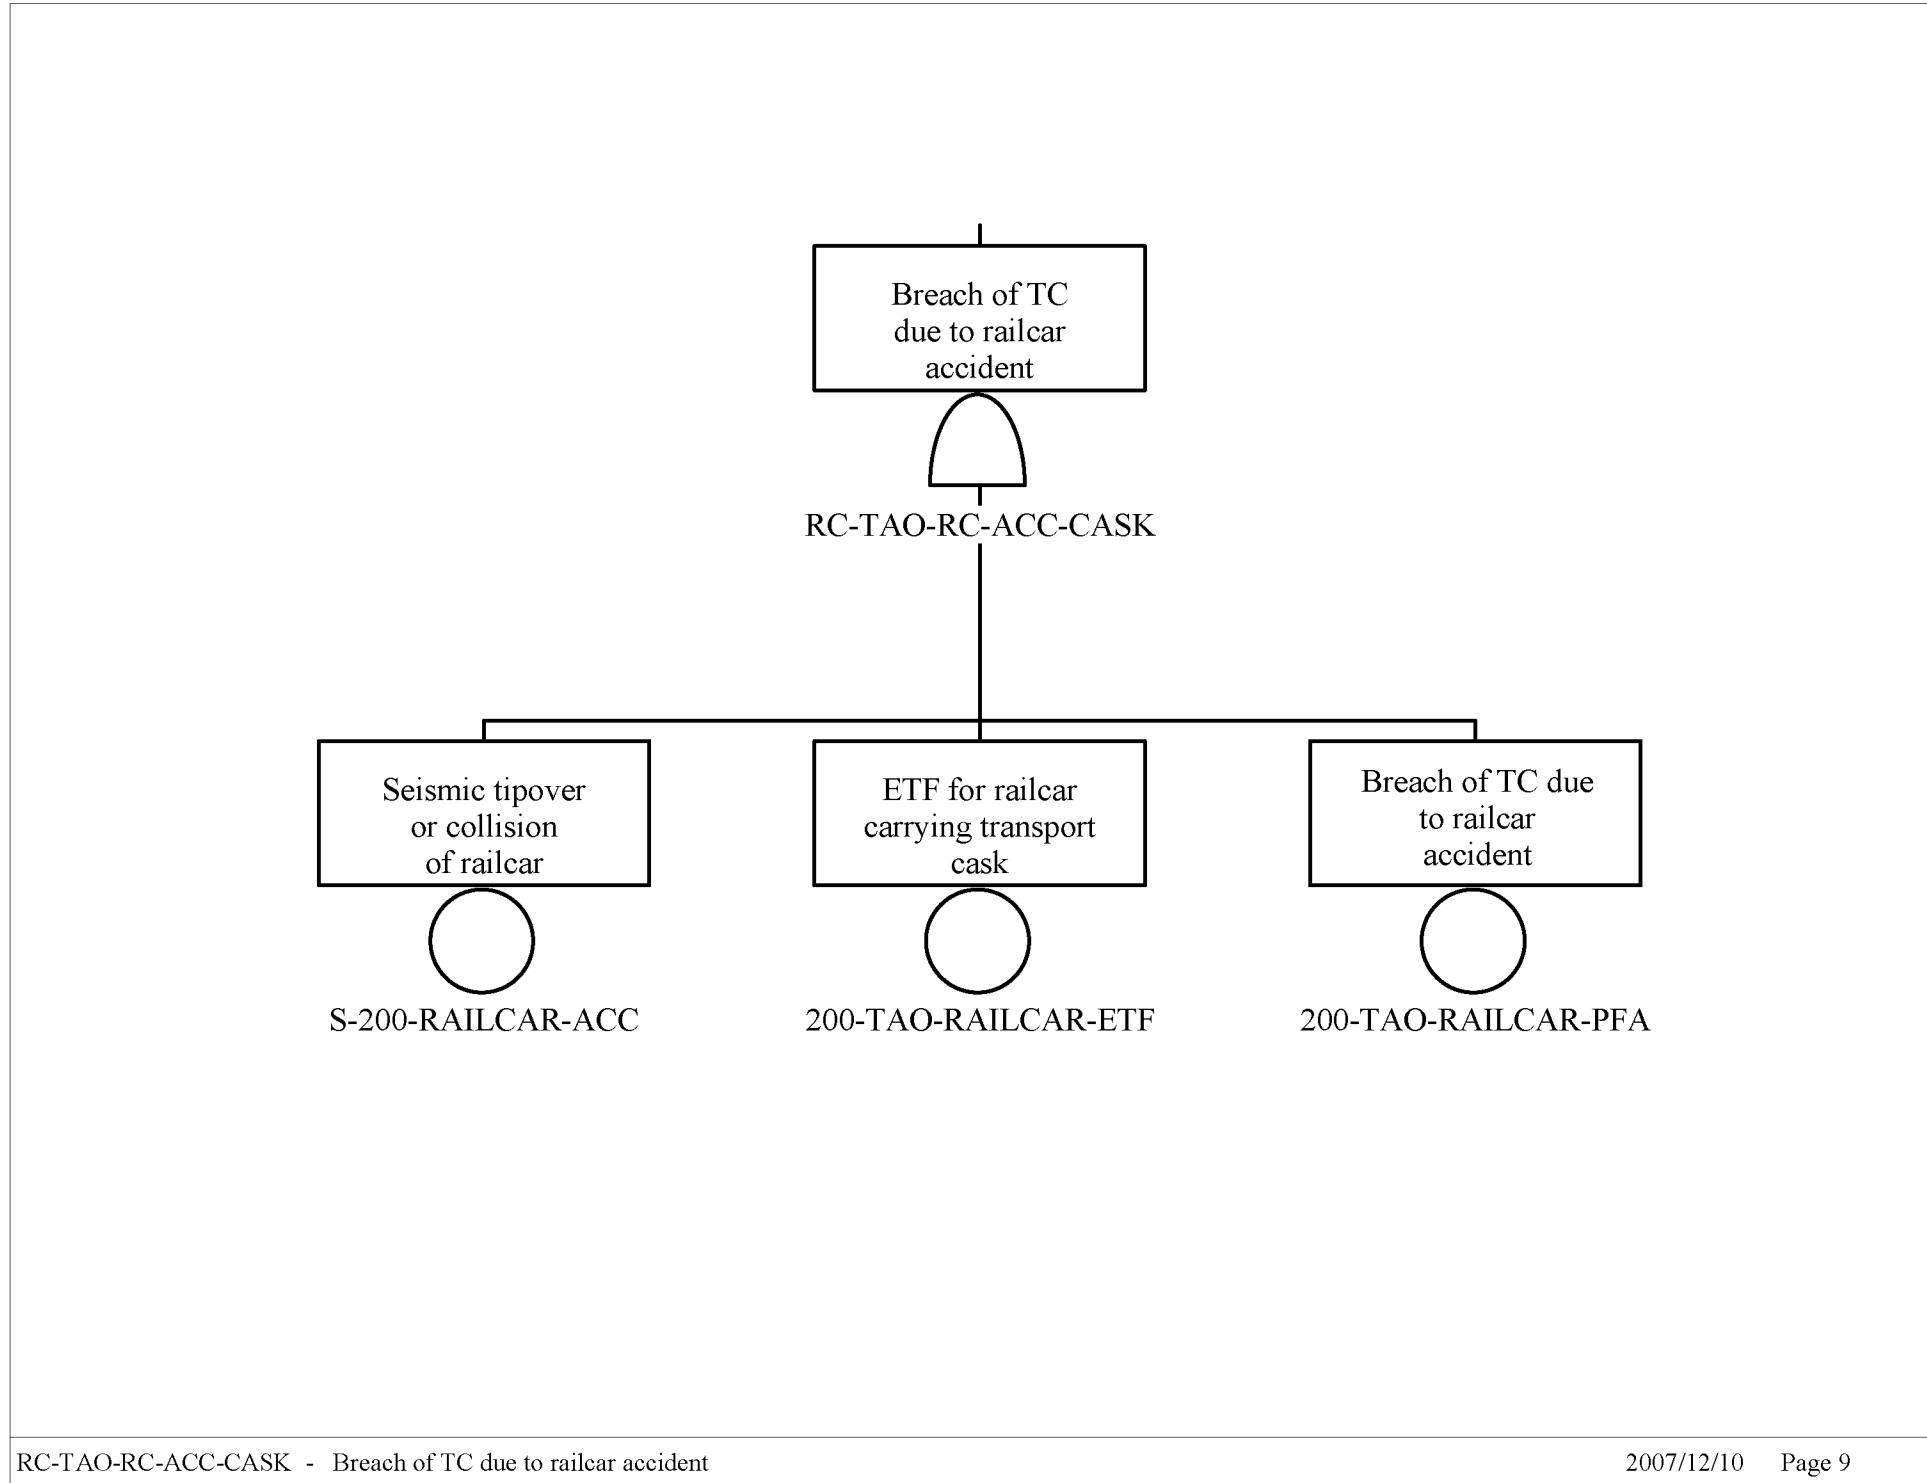 Breach of TC
due to railcar
accident
RC-TAO-RC-ACC-CASK
Seismic tipover
or collision
of railcar
S-200-RAILCAR-ACC
ETF for railcar
carrying transport
cask
200-TAO-RAILCAR-ETF
Breach of TC due
to railcar
accident
200-TAO-RAILCAR-PFA
RC-TAO-RC-ACC-CASK - Breach of TC due to railcar accident
2007/12/10 Page 9